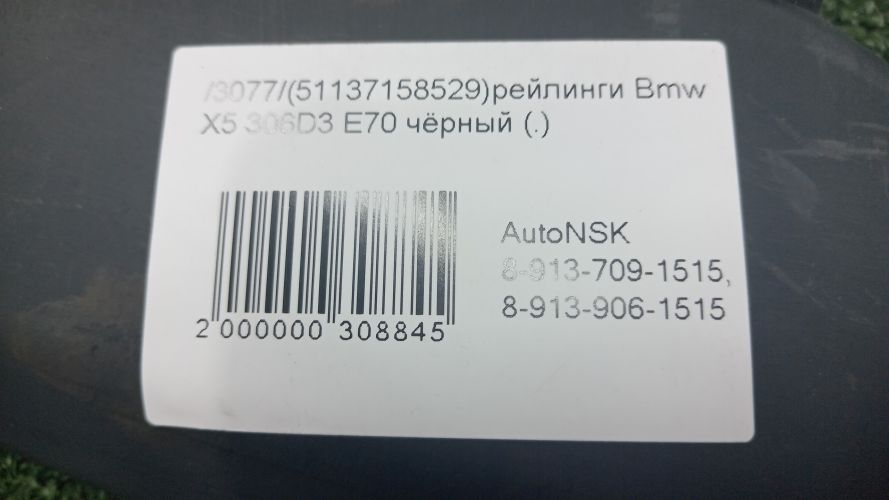 /3077/(51137158529)рейлинги Bmw
X5 306D3 E70 чёрный (.)
AutoNSK
8-913-709-1515,
8-913-906-1515
2 000000 308845